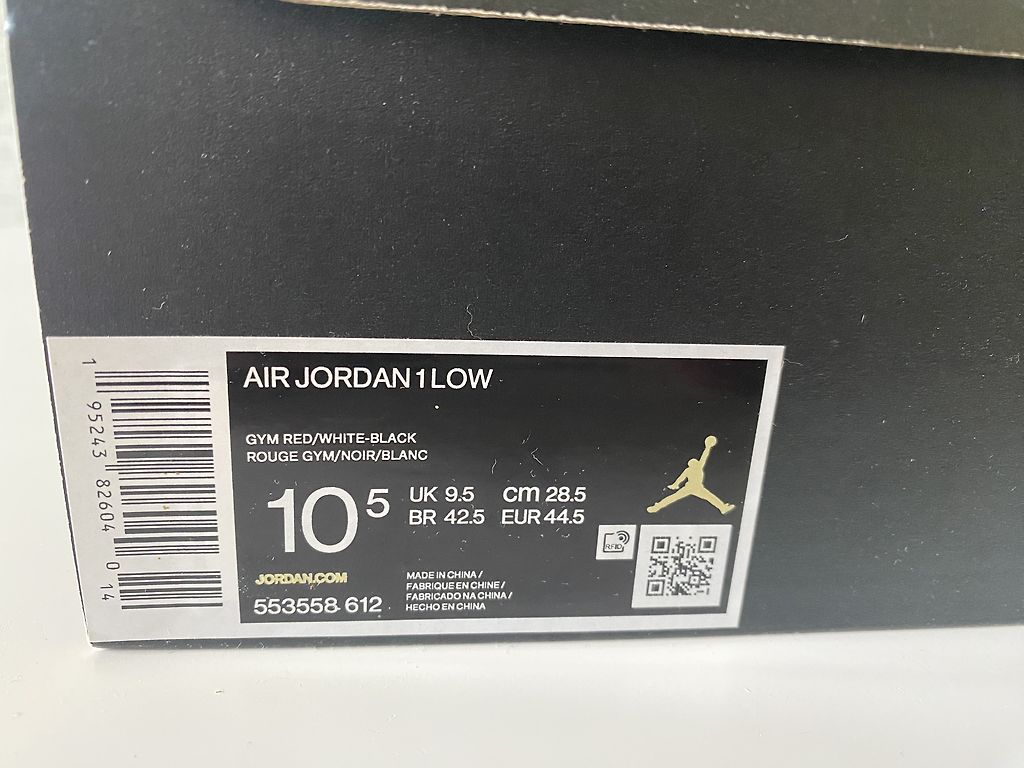 AIR JORDAN 1 LOW
GYM RED/WHITE-BLACK
ROUGE GYM/NOIR/BLANC
10 5
UK 9.5 cm 28.5
BR 42.5 EUR 44.5
RFID
JORDAN.COM
553558 612
MADE IN CHINA /
FABRIQUE EN CHINE /
FABRICADO NA CHINA /
HECHO EN CHINA
1 95243 82604 0 14